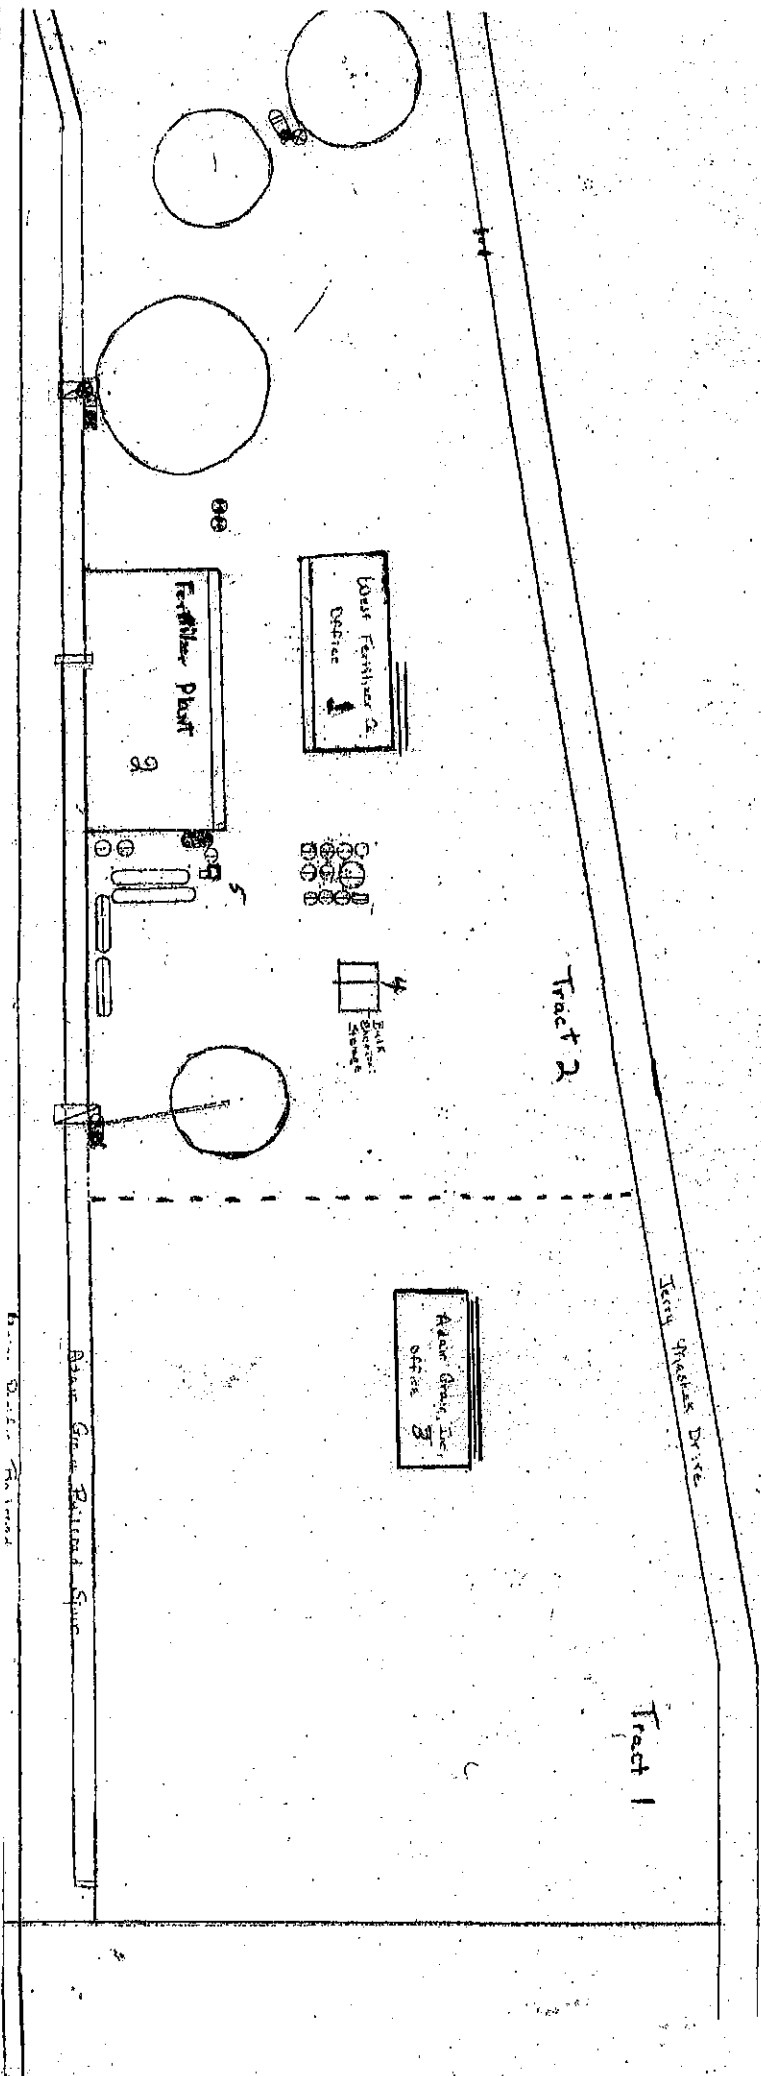 West Fertilizer Co
Office
1
Fertilizer Plant
2
5
4
Bulk
Storage
Tract 2
Jerry Mashek Drive
Adair Grain, Inc.
office 3
Tract 1
Adair Grain Railroad Spur
Railroad